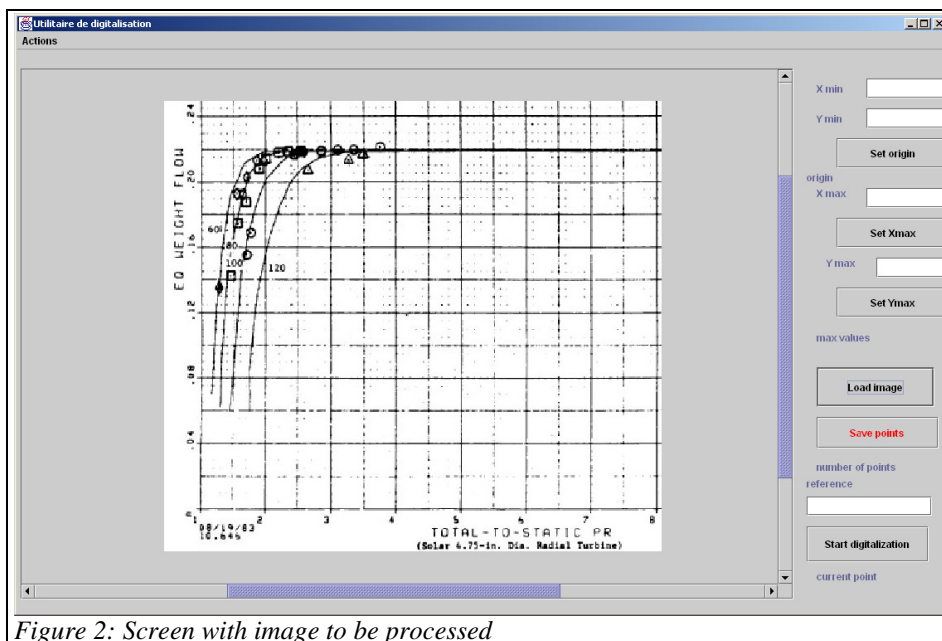 Utilitaire de digitalisation
Actions
X min
Y min
Set origin
origin
X max
Set Xmax
Y max
Set Ymax
max values
Load image
Save points
number of points
reference
Start digitalization
current point
EQ WEIGHT FLOW
.24
.20
.16
.12
.08
.04
0
60
80
100
120
1 2 3 4 5 6 7 8
08/19/83
10.646
TOTAL-TO-STATIC PR
(Solar 4.75-in. Dia. Radial Turbine)
Figure 2: Screen with image to be processed